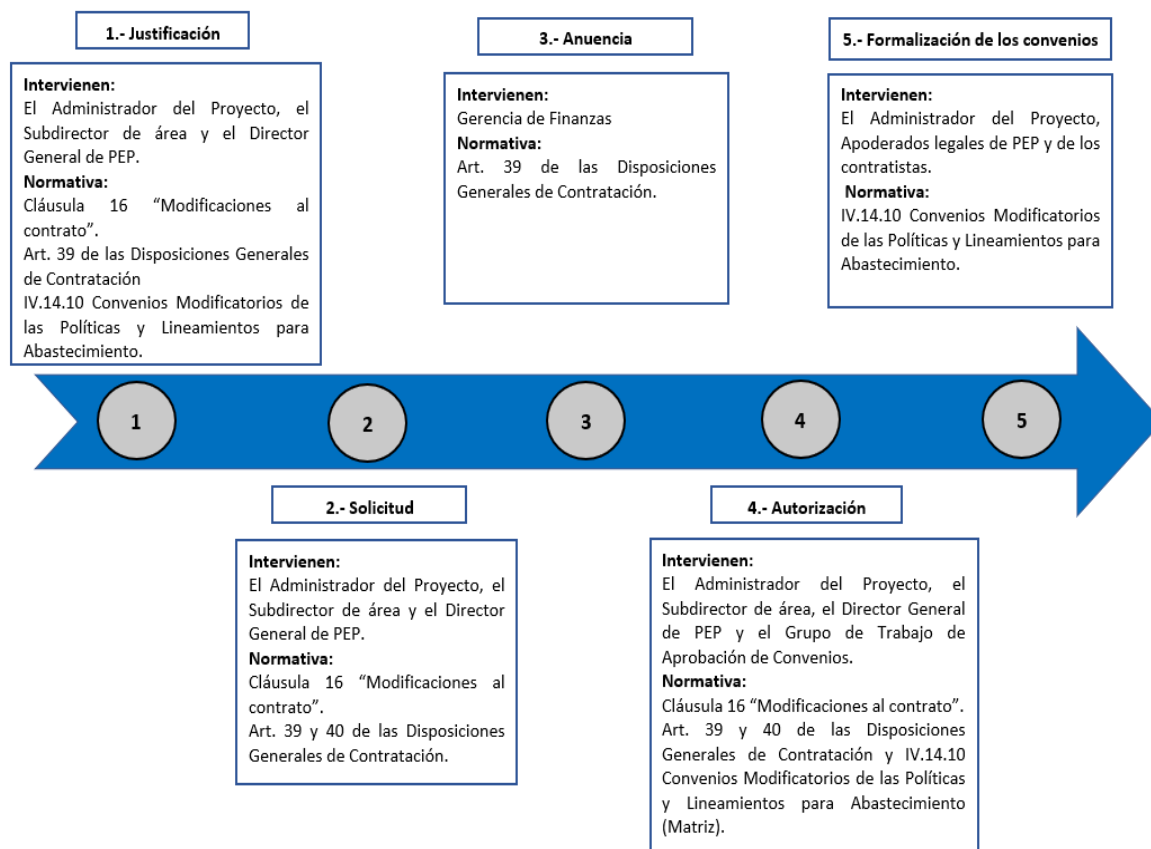 1.- Justificación
Intervienen:
El Administrador del Proyecto, el
Subdirector de área y el Director
General de PEP.
Normativa:
Cláusula 16 “Modificaciones al
contrato”.
Art. 39 de las Disposiciones Generales
de Contratación
IV.14.10 Convenios Modificatorios de
las Políticas y Lineamientos para
Abastecimiento.
3.- Anuencia
Intervienen:
Gerencia de Finanzas
Normativa:
Art. 39 de las Disposiciones
Generales de Contratación.
5.- Formalización de los convenios
Intervienen:
El Administrador del Proyecto,
Apoderados legales de PEP y de los
contratistas.
Normativa:
IV.14.10 Convenios Modificatorios
de las Políticas y Lineamientos para
Abastecimiento.
1
2
3
4
5
2.- Solicitud
Intervienen:
El Administrador del Proyecto, el
Subdirector de área y el Director
General de PEP.
Normativa:
Cláusula 16 “Modificaciones al
contrato”.
Art. 39 y 40 de las Disposiciones
Generales de Contratación.
4.- Autorización
Intervienen:
El Administrador del Proyecto, el
Subdirector de área, el Director General
de PEP y el Grupo de Trabajo de
Aprobación de Convenios.
Normativa:
Cláusula 16 “Modificaciones al contrato”.
Art. 39 y 40 de las Disposiciones
Generales de Contratación y IV.14.10
Convenios Modificatorios de las Políticas
y Lineamientos para Abastecimiento
(Matriz).